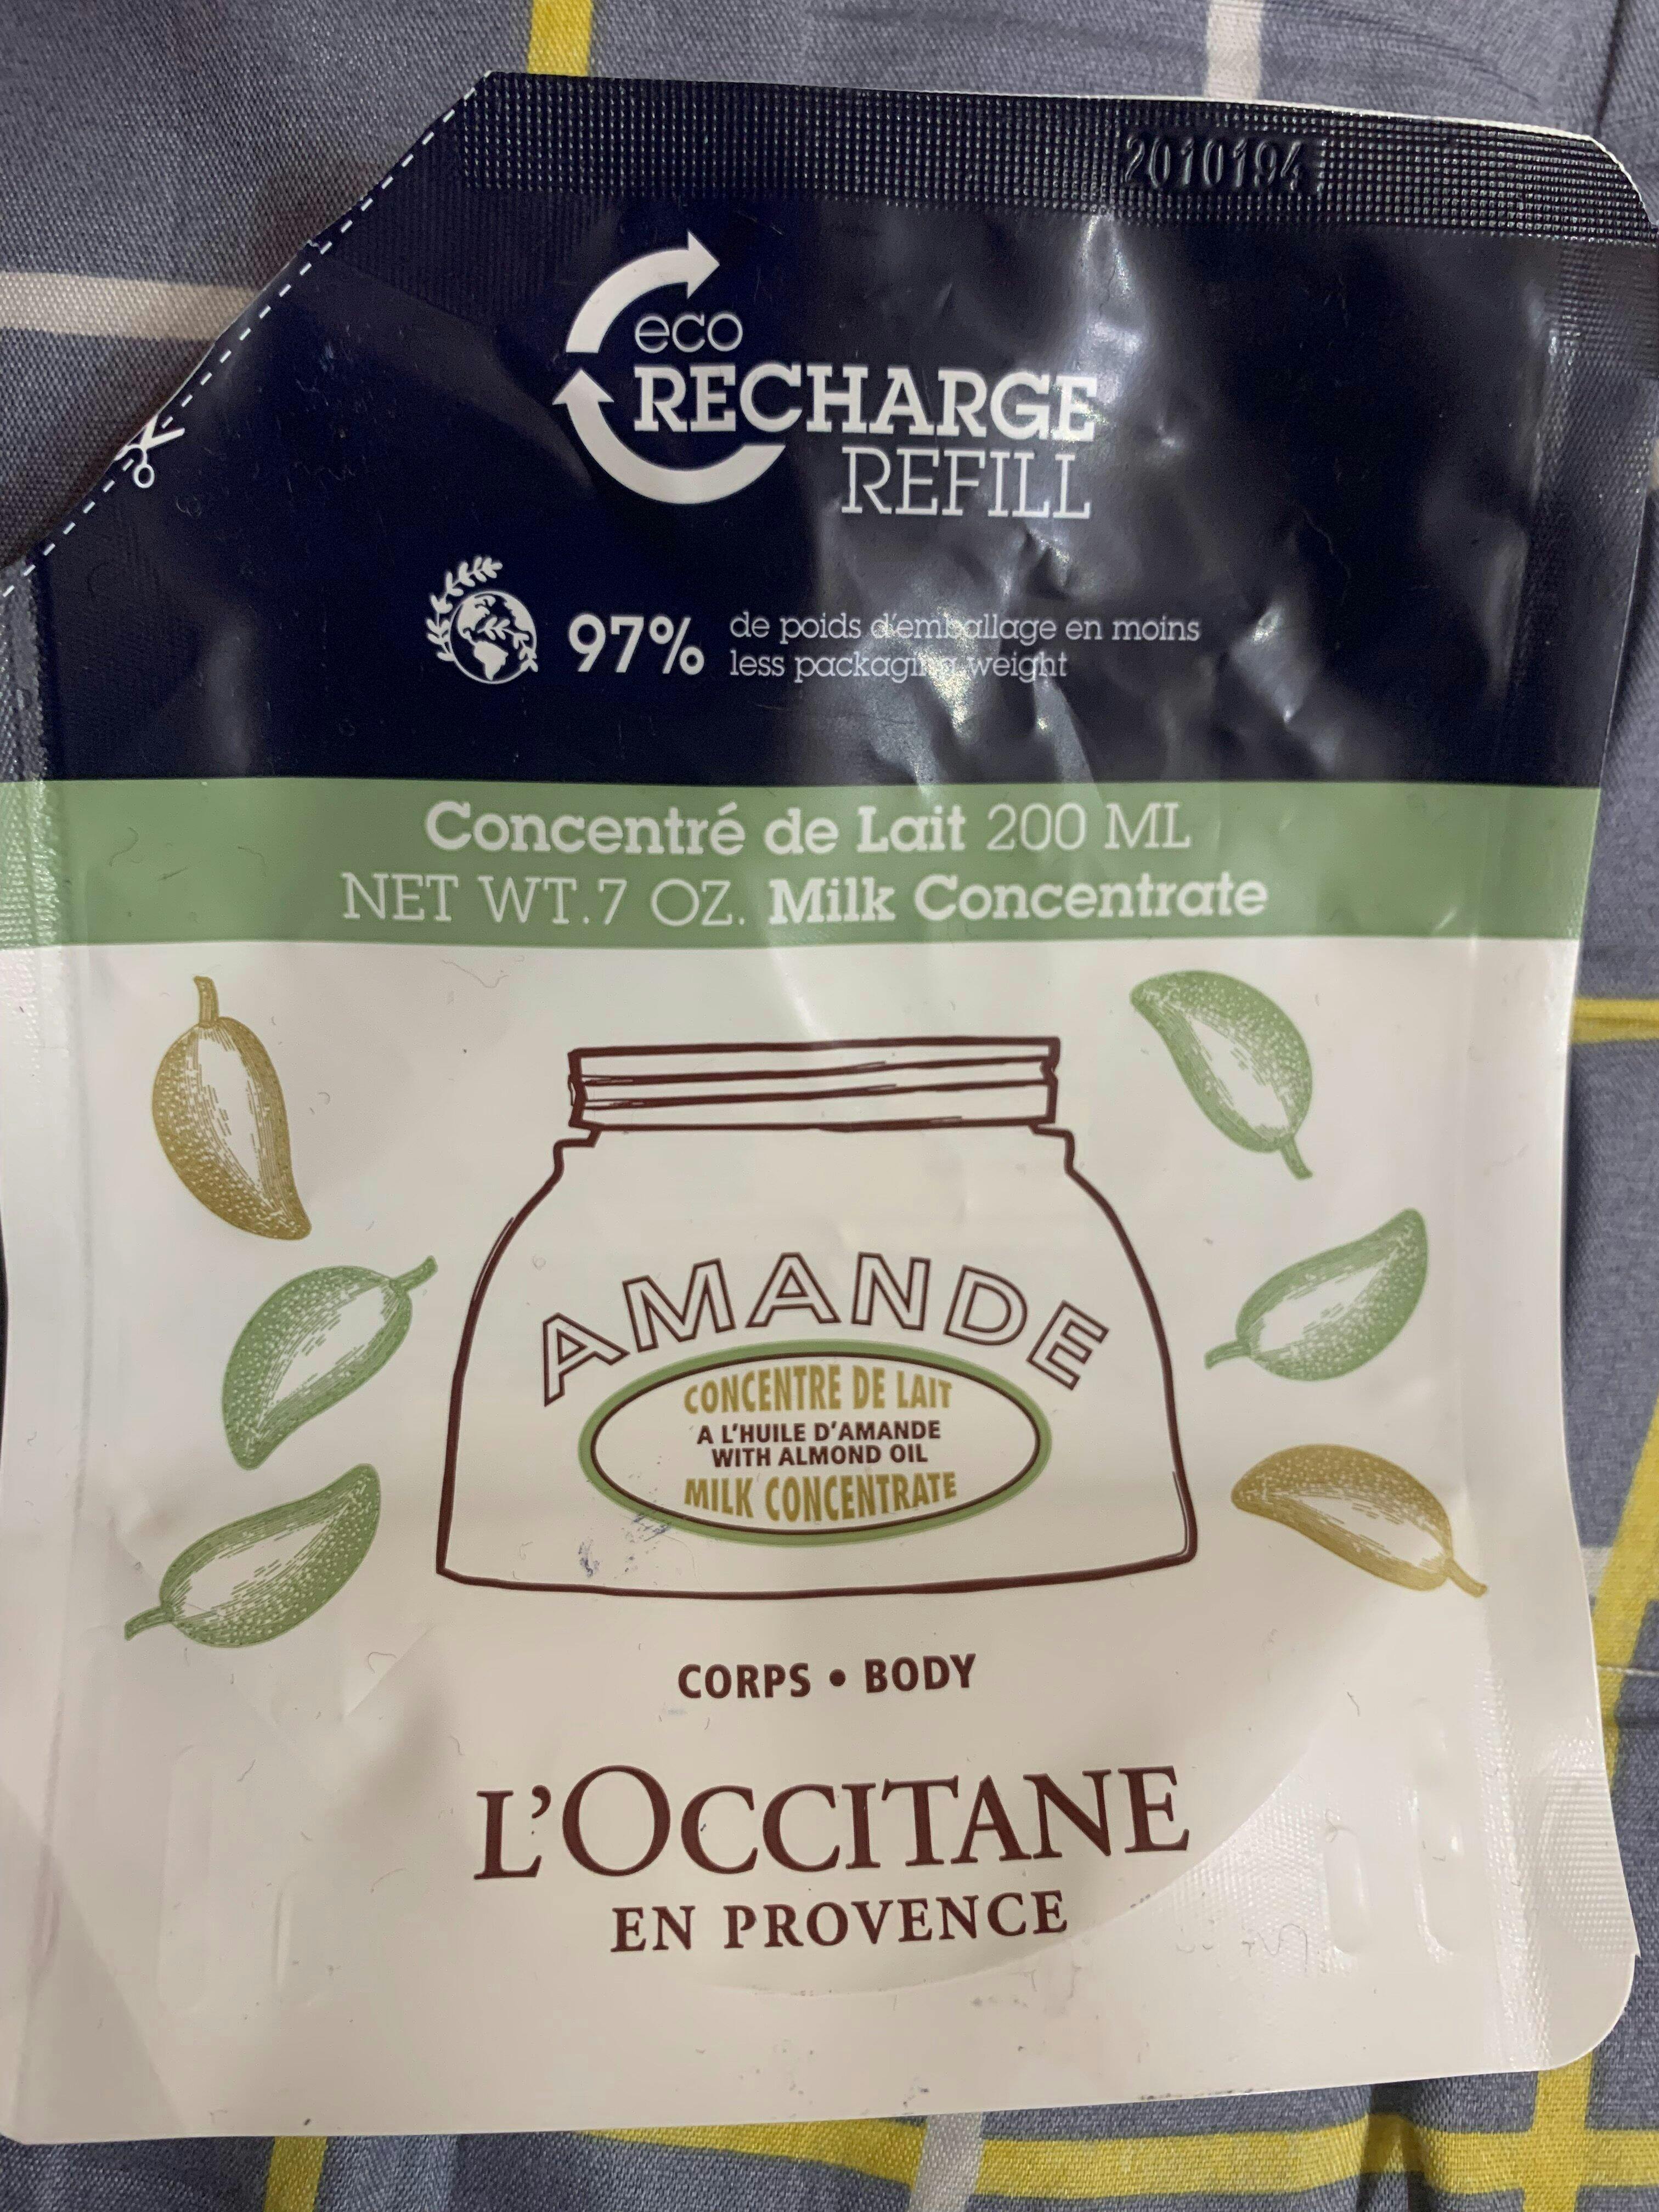 2010194
eco
RECHARGE
REFILL
97% de poids d'emballage en moins
less packaging weight
Concentré de Lait 200 ML
NET WT.7 OZ. Milk Concentrate
AMANDE
CONCENTRÉ DE LAIT
A L'HUILE D'AMANDE
WITH ALMOND OIL
MILK CONCENTRATE
CORPS • BODY
L'OCCITANE
EN PROVENCE